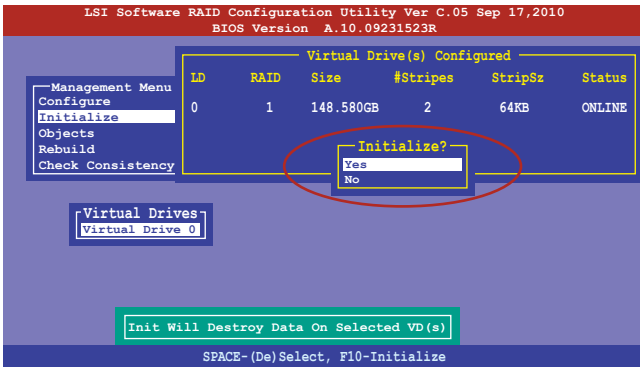 LSI Software RAID Configuration Utility Ver C.05 Sep 17,2010
BIOS Version A.10.09231523R
Virtual Drive(s) Configured
LD RAID Size #Stripes StripSz Status
0 1 148.580GB 2 64KB ONLINE
Management Menu
Configure
Initialize
Objects
Rebuild
Check Consistency
Initialize?
Yes
No
Virtual Drives
Virtual Drive 0
Init Will Destroy Data On Selected VD(s)
SPACE-(De)Select, F10-Initialize